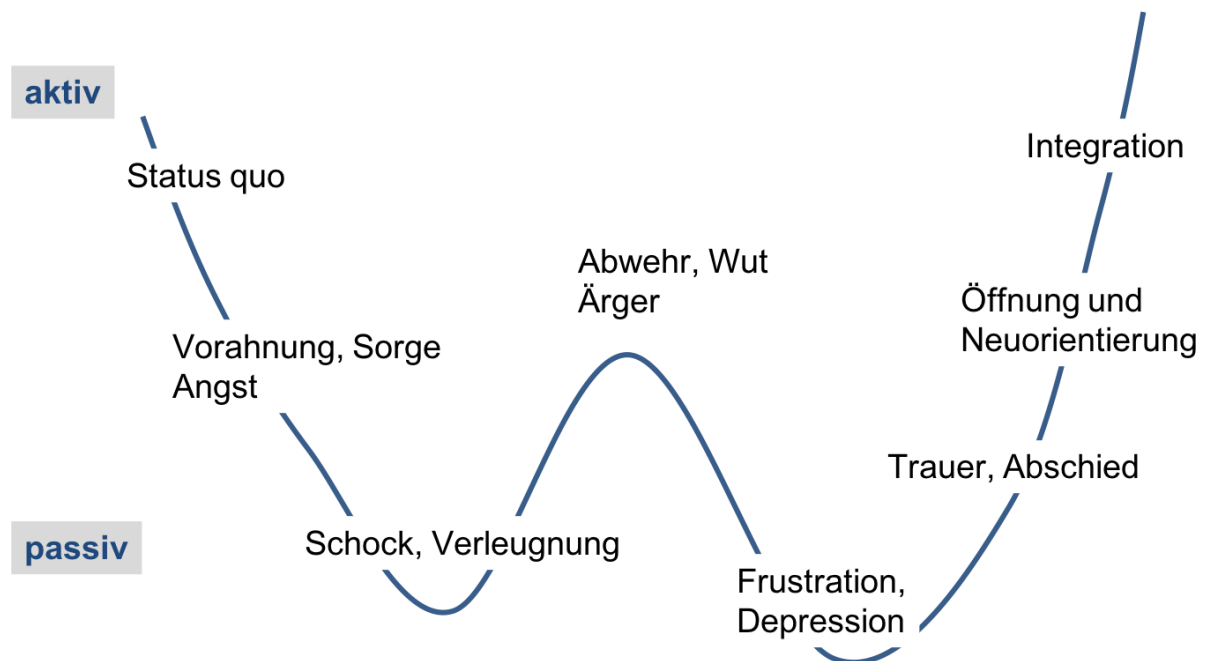 aktiv
Status quo
Vorahnung, Sorge
Angst
passiv
Schock, Verleugnung
Abwehr, Wut
Ärger
Frustration,
Depression
Trauer, Abschied
Öffnung und
Neuorientierung
Integration